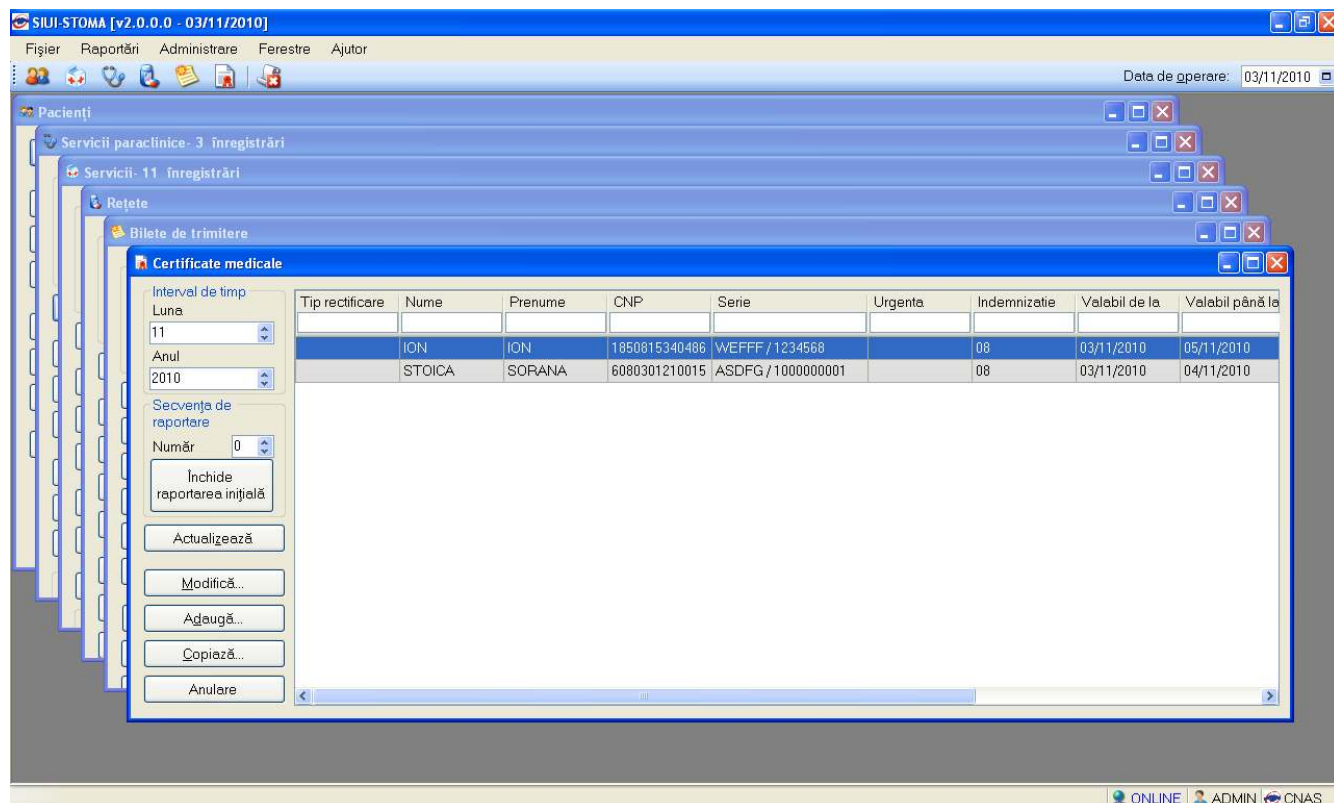 SIUI-STOMA [v2.0.0.0 - 03/11/2010]
Fişier Raportări Administrare Ferestre Ajutor
Data de operare: 03/11/2010
Pacienţi
Servicii paraclinice- 3 înregistrări
Servicii- 11 înregistrări
Reţete
Bilete de trimitere
Certificate medicale
Interval de timp
Luna
11
Anul
2010
Secvenţa de
raportare
Număr 0
Închide
raportarea iniţială
Actualizează
Modifică...
Adaugă...
Copiază...
Anulare
Tip rectificare Nume Prenume CNP Serie Urgenta Indemnizatie Valabil de la Valabil până la
ION ION 1850815340486 WEFFF / 1234568 08 03/11/2010 05/11/2010
STOICA SORANA 6080301210015 ASDFG / 1000000001 08 03/11/2010 04/11/2010
ONLINE ADMIN CNAS